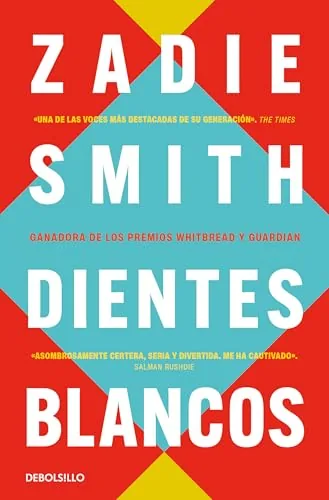 ZADIE
«UNA DE LAS VOCES MÁS DESTACADAS DE SU GENERACIÓN». THE TIMES
SMITH
GANADORA DE LOS PREMIOS WHITBREAD Y GUARDIAN
DIENTES
«ASOMBROSAMENTE CERTERA, SERIA Y DIVERTIDA. ME HA CAUTIVADO».
SALMAN RUSHDIE
BLANCOS
DEBOLSILLO